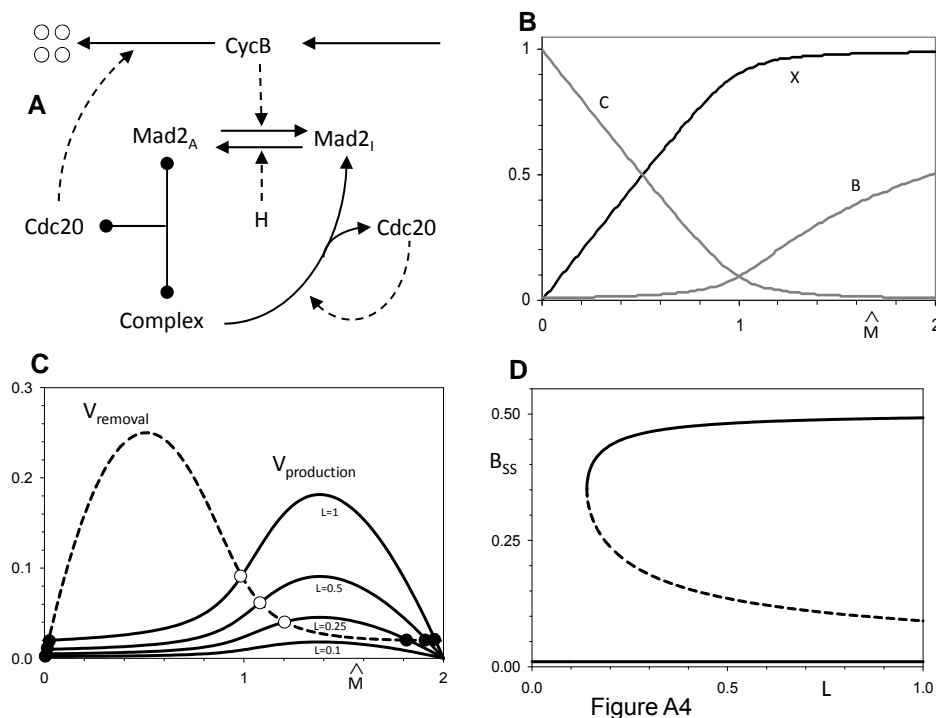 A
CycB
Mad2A
Mad2I
H
Cdc20
Cdc20
Complex
B
1
0.5
0
C
X
B
0
1
^
M
2
C
0.3
0.2
0.1
0.0
Vremoval
Vproduction
L=1
L=0.5
L=0.25
L=0.1
0
1
^
M
2
D
0.50
BSS
0.25
0.00
0.0
0.5
L
1.0
Figure A4